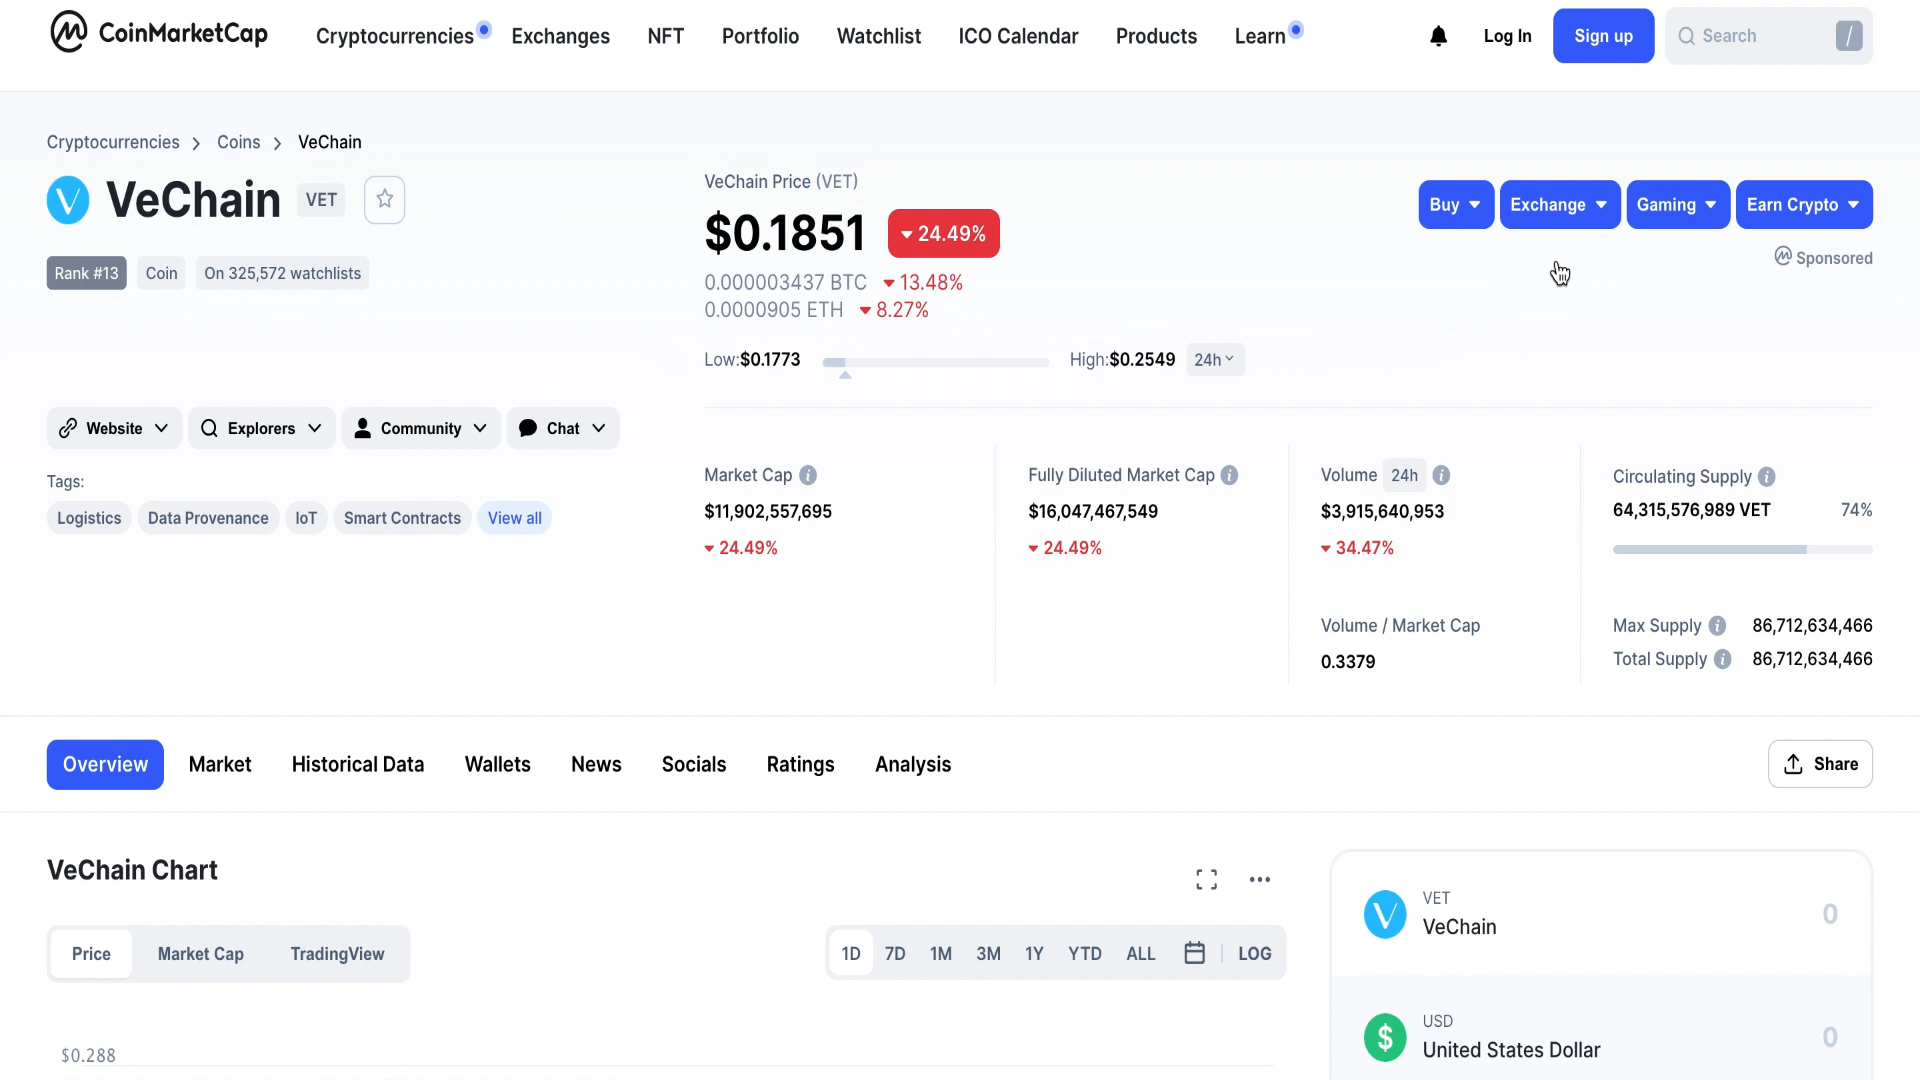 CoinMarketCap Cryptocurrencies Exchanges NFT Portfolio Watchlist ICO Calendar Products Learn Log In Sign up Search /
Cryptocurrencies > Coins > VeChain
VeChain VET
Rank #13 Coin On 325,572 watchlists
VeChain Price (VET)
$0.1851 24.49%
0.000003437 BTC 13.48%
0.0000905 ETH 8.27%
Low:$0.1773 High:$0.2549 24h
Buy Exchange Gaming Earn Crypto
Sponsored
Website Explorers Community Chat
Tags:
Logistics Data Provenance IoT Smart Contracts View all
Market Cap
$11,902,557,695
24.49%
Fully Diluted Market Cap
$16,047,467,549
24.49%
Volume 24h
$3,915,640,953
34.47%
Volume / Market Cap
0.3379
Circulating Supply
64,315,576,989 VET 74%
Max Supply 86,712,634,466
Total Supply 86,712,634,466
Overview Market Historical Data Wallets News Socials Ratings Analysis Share
VeChain Chart
Price Market Cap TradingView 1D 7D 1M 3M 1Y YTD ALL LOG
$0.288
VET
VeChain 0
USD
United States Dollar 0